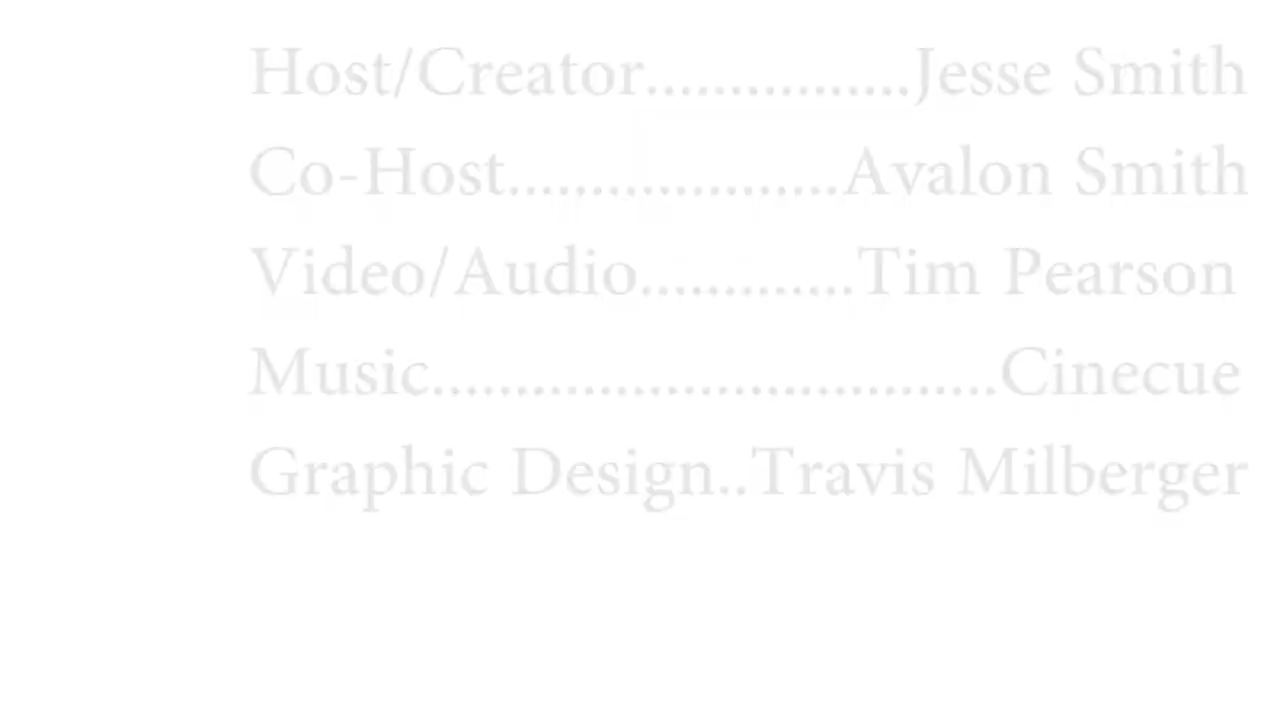 Host/Creator................Jesse Smith
Co-Host....................Avalon Smith
Video/Audio.............Tim Pearson
Music..................................Cinecue
Graphic Design..Travis Milberger